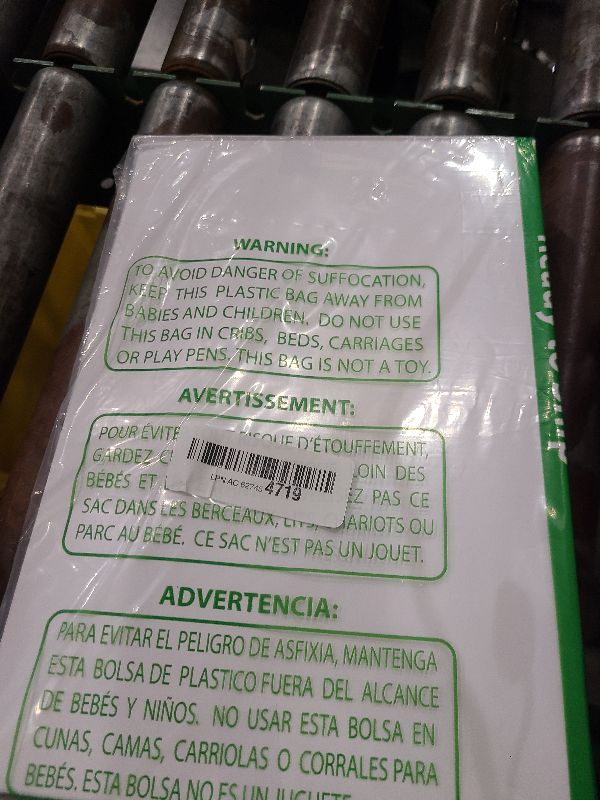 WARNING:
TO AVOID DANGER OF SUFFOCATION,
KEEP THIS PLASTIC BAG AWAY FROM
BABIES AND CHILDREN. DO NOT USE
THIS BAG IN CRIBS, BEDS, CARRIAGES
OR PLAY PENS. THIS BAG IS NOT A TOY.
AVERTISSEMENT:
POUR ÉVITE D'ÉTOUFFEMENT,
GARDEZ DES
BÉBÉS ET PAS CE
SAC DANS LES BERCEAUX, LITS, CHARIOTS OU
PARC AU BÉBÉ. CE SAC N'EST PAS UN JOUET.
LPN AC 62745 4719
ADVERTENCIA:
PARA EVITAR EL PELIGRO DE ASFIXIA, MANTENGA
ESTA BOLSA DE PLASTICO FUERA DEL ALCANCE
DE BEBÉS Y NIÑOS. NO USAR ESTA BOLSA EN
CUNAS, CAMAS, CARRIOLAS O CORRALES PARA
BEBÉS. ESTA BOLSA NO ES UN JUGUETE.